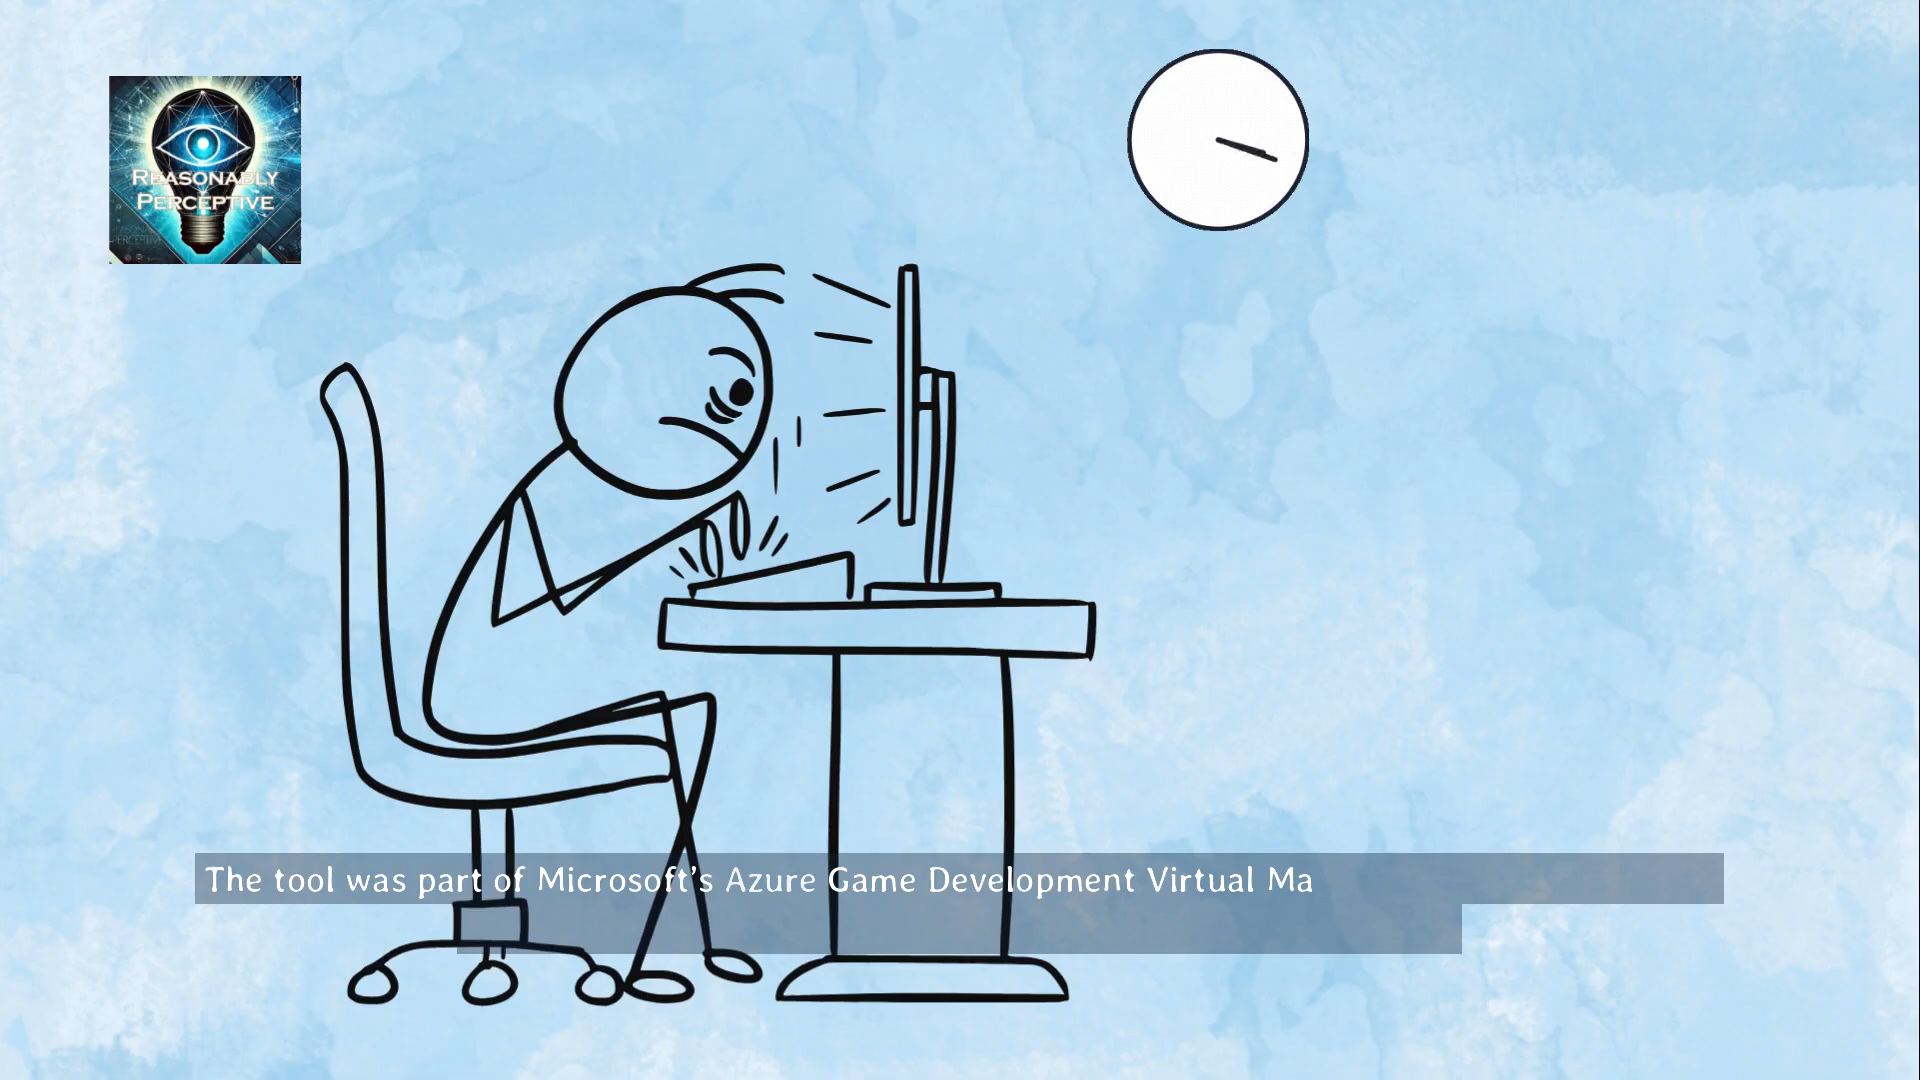 REASONABLY
PERCEPTIVE
The tool was part of Microsoft's Azure Game Development Virtual Ma